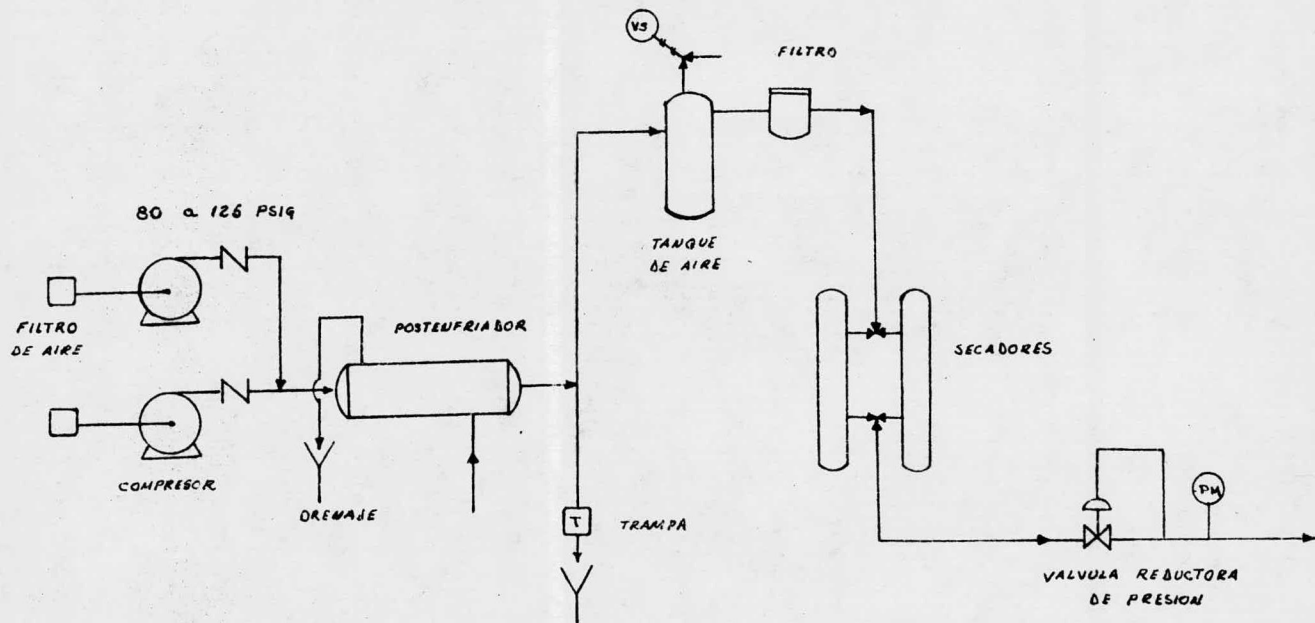 VS
FILTRO
80 a 125 PSIG
TANQUE
DE AIRE
FILTRO
DE AIRE
POSTENFRIADOR
SECADORES
COMPRESOR
DRENAJE
T
TRAMPA
PM
VALVULA REDUCTORA
DE PRESION